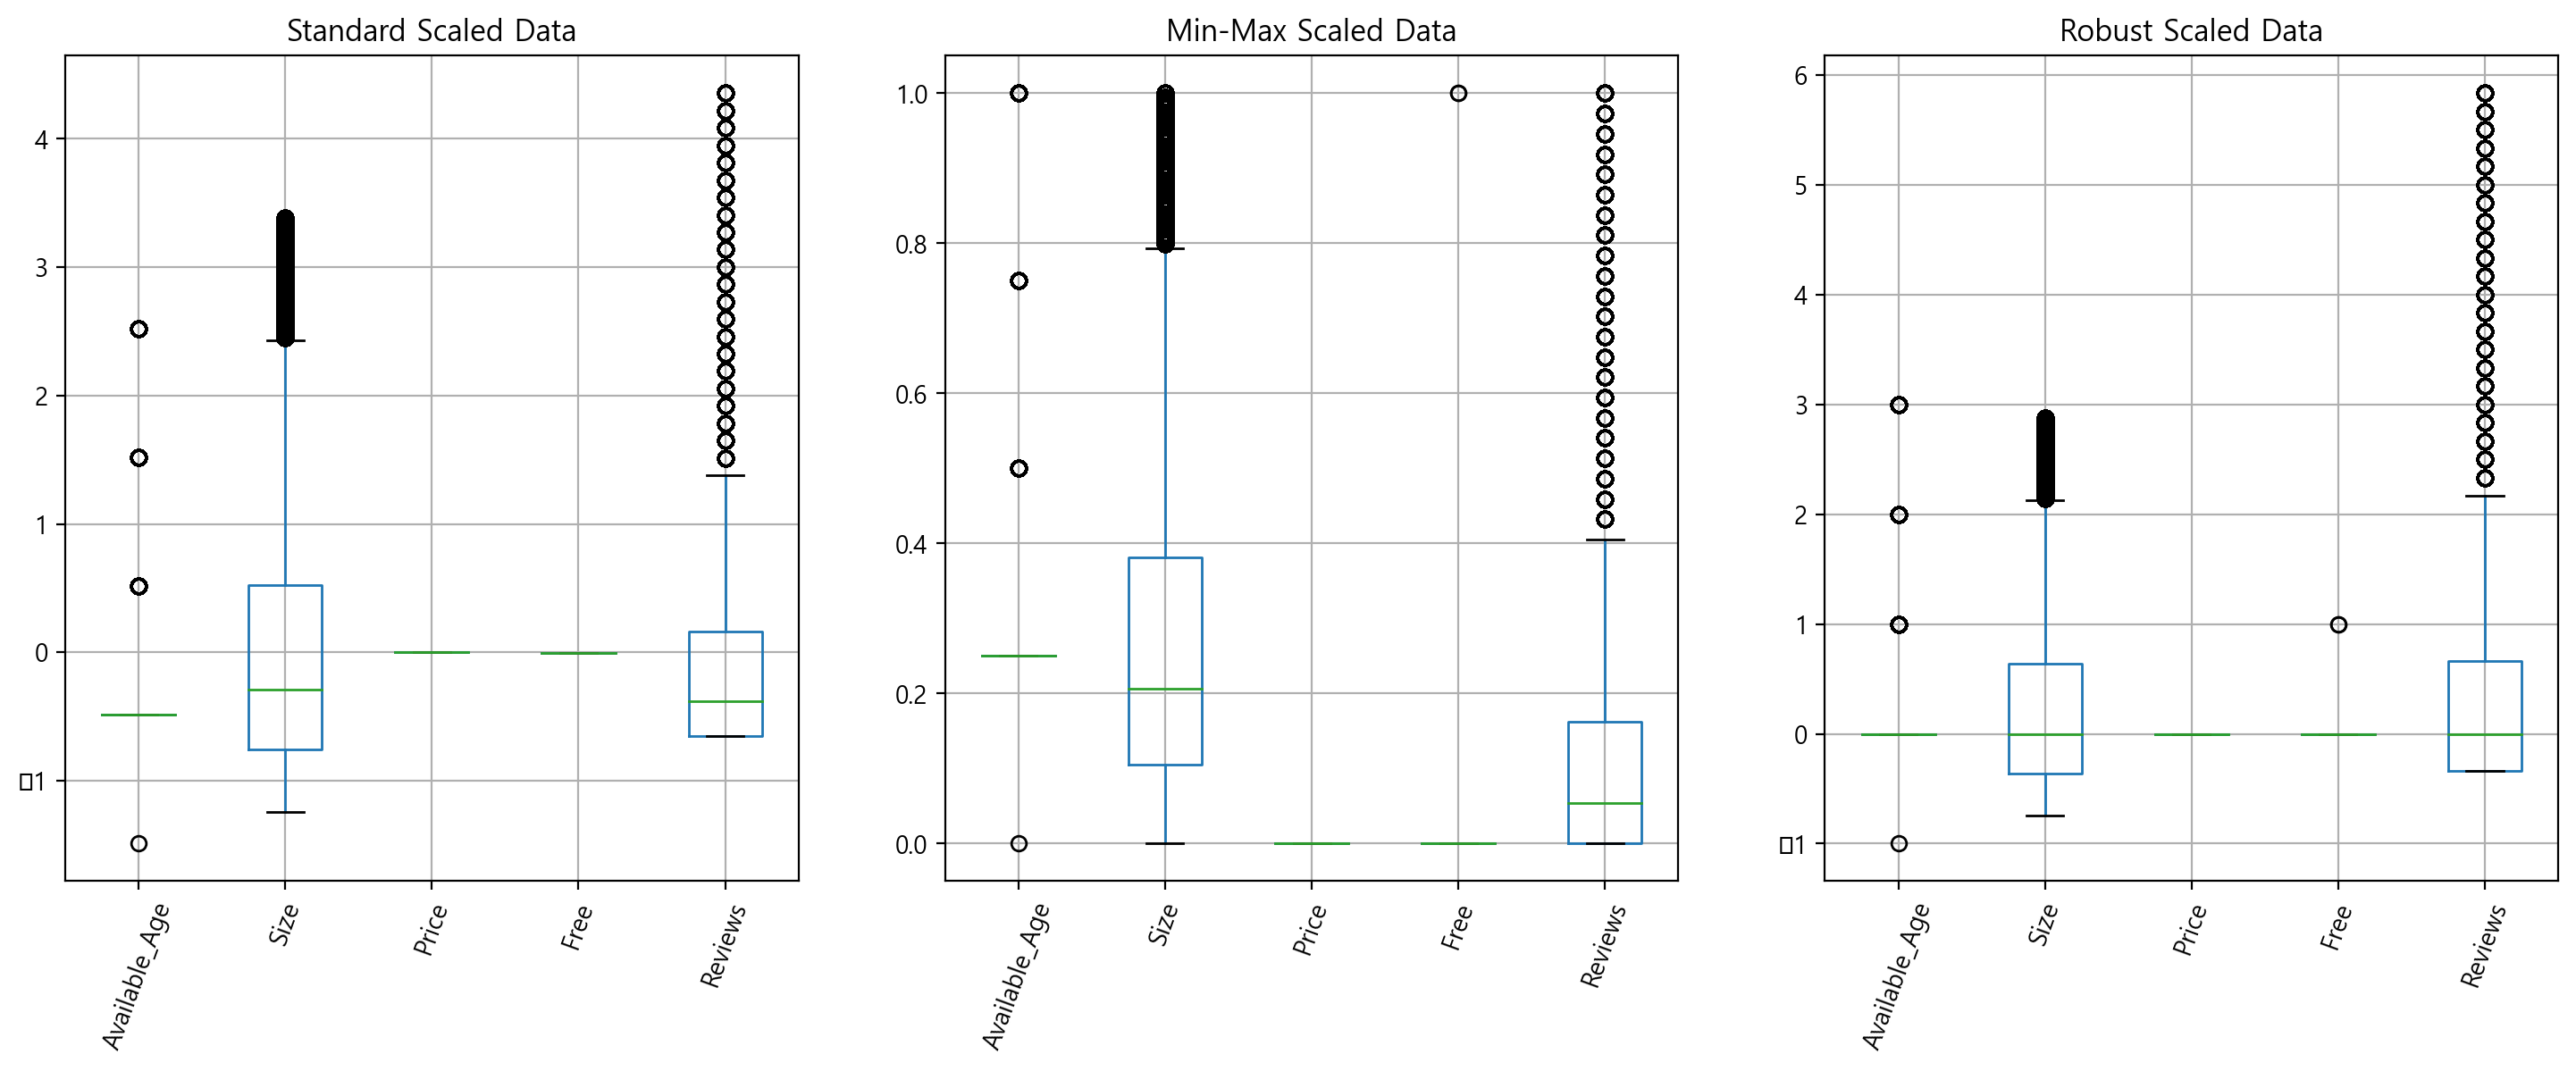 Standard Scaled Data
4
3
2
1
0
▯1
Available_Age
Size
Price
Free
Reviews
Min-Max Scaled Data
1.0
0.8
0.6
0.4
0.2
0.0
Available_Age
Size
Price
Free
Reviews
Robust Scaled Data
6
5
4
3
2
1
0
▯1
Available_Age
Size
Price
Free
Reviews